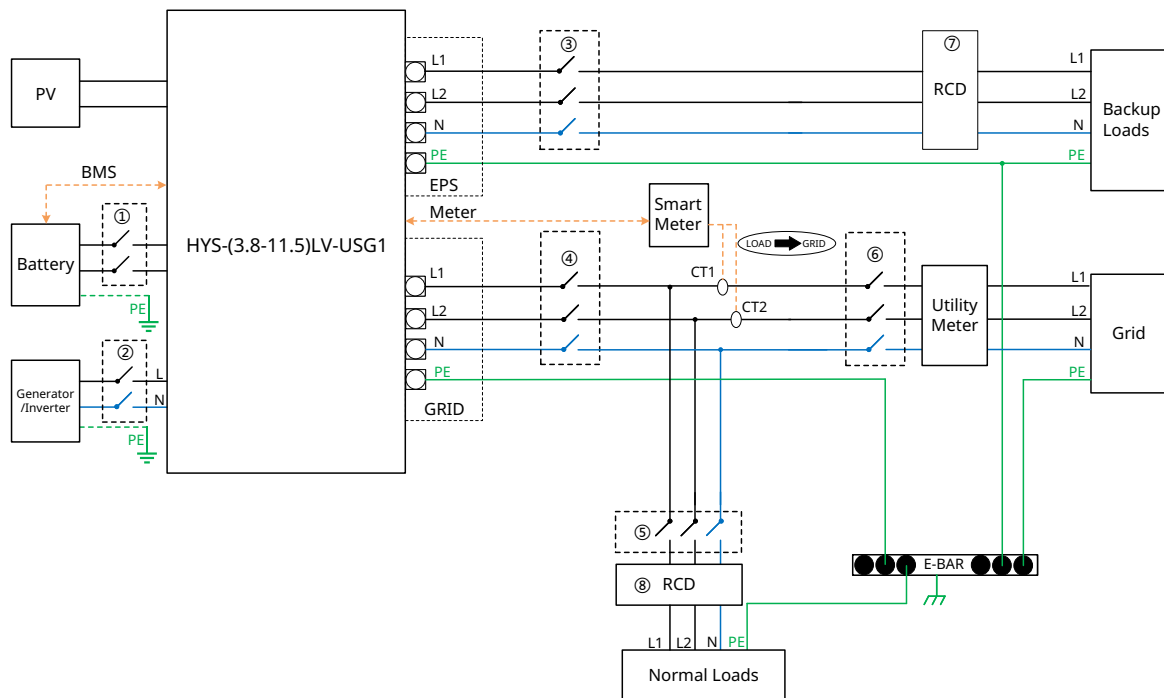 PV
BMS
①
Battery
PE
②
L
N
Generator
/Inverter
PE
HYS-(3.8-11.5)LV-USG1
L1
L2
N
PE
EPS
③
⑦
RCD
L1
L2
N
PE
Backup
Loads
Meter
Smart
Meter
LOAD GRID
CT1
CT2
L1
L2
N
PE
GRID
④
⑥
Utility
Meter
L1
L2
N
PE
Grid
⑤
⑧ RCD
E-BAR
L1 L2 N PE
Normal Loads